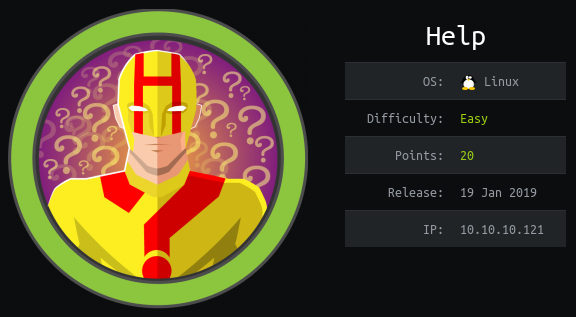 Help
OS: Linux
Difficulty: Easy
Points: 20
Release: 19 Jan 2019
IP: 10.10.10.121